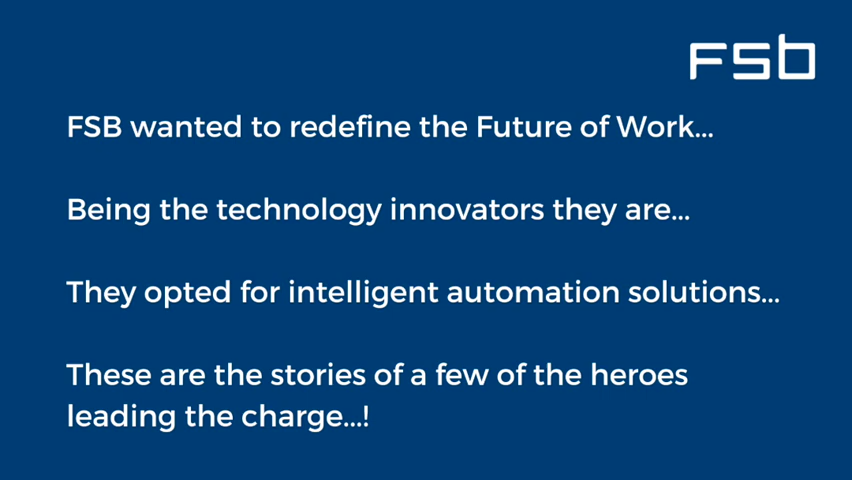 FSB
FSB wanted to redefine the Future of Work...
Being the technology innovators they are...
They opted for intelligent automation solutions...
These are the stories of a few of the heroes
leading the charge...!